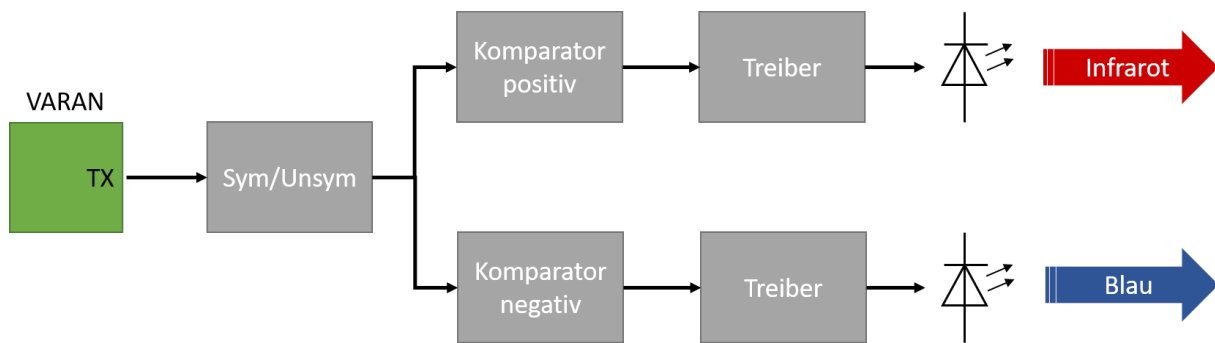 VARAN
TX
Sym/Unsym
Komparator
positiv
Treiber
Infrarot
Komparator
negativ
Treiber
Blau